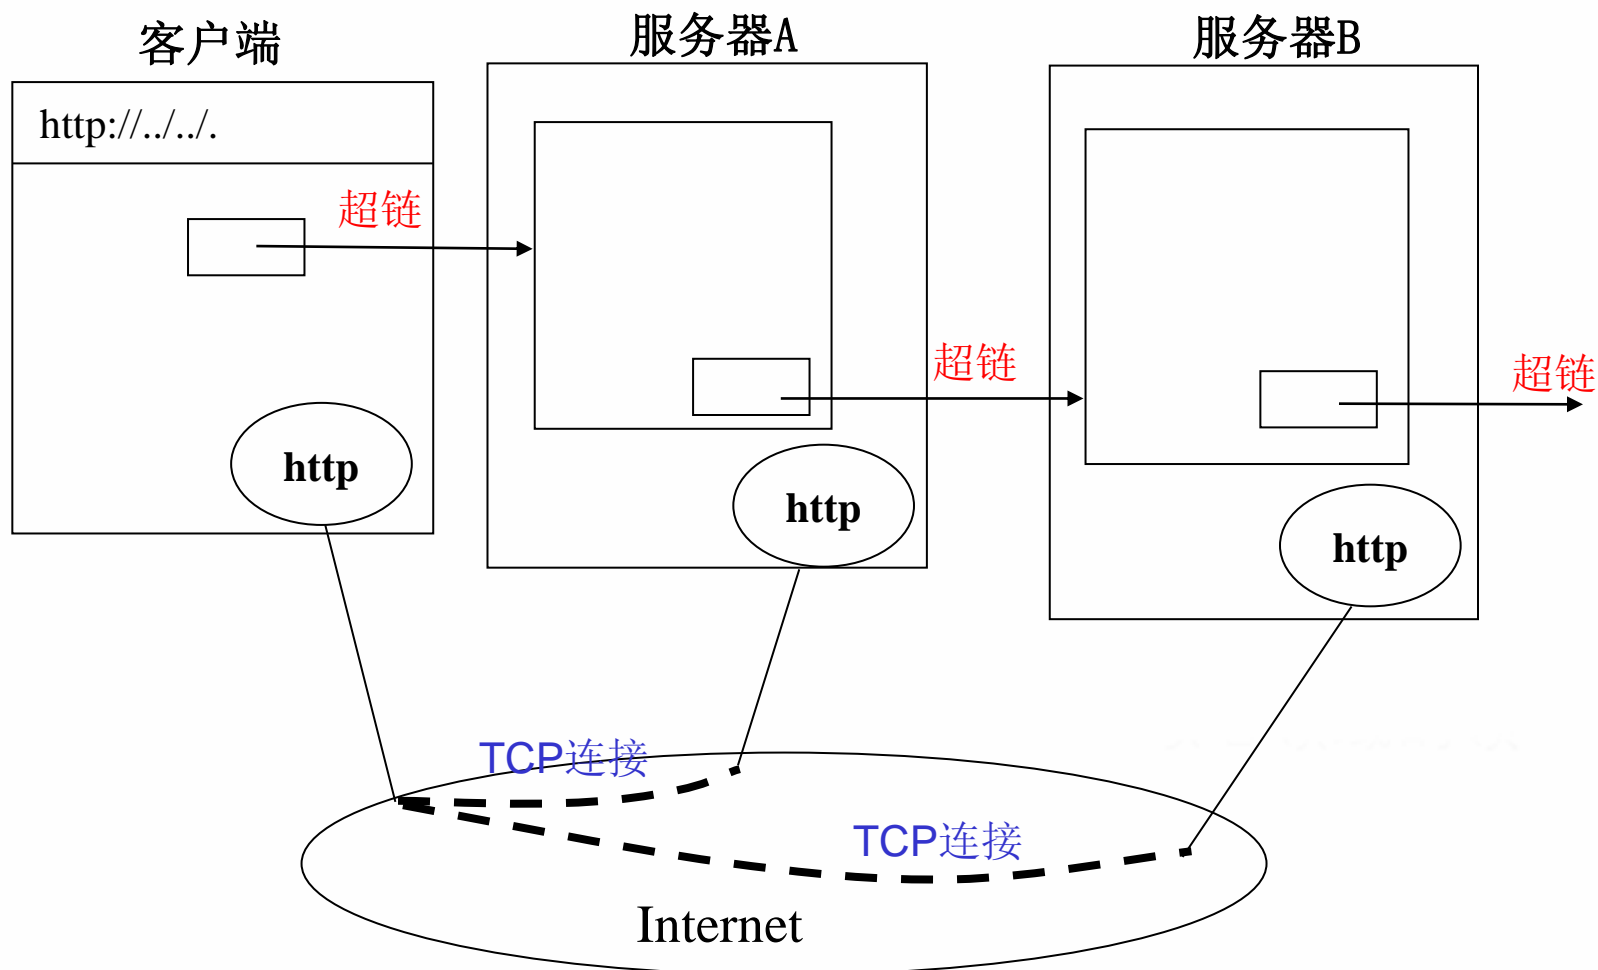 客户端
服务器A
服务器B
http://../../.
超链
超链
超链
http
http
http
TCP连接
TCP连接
Internet